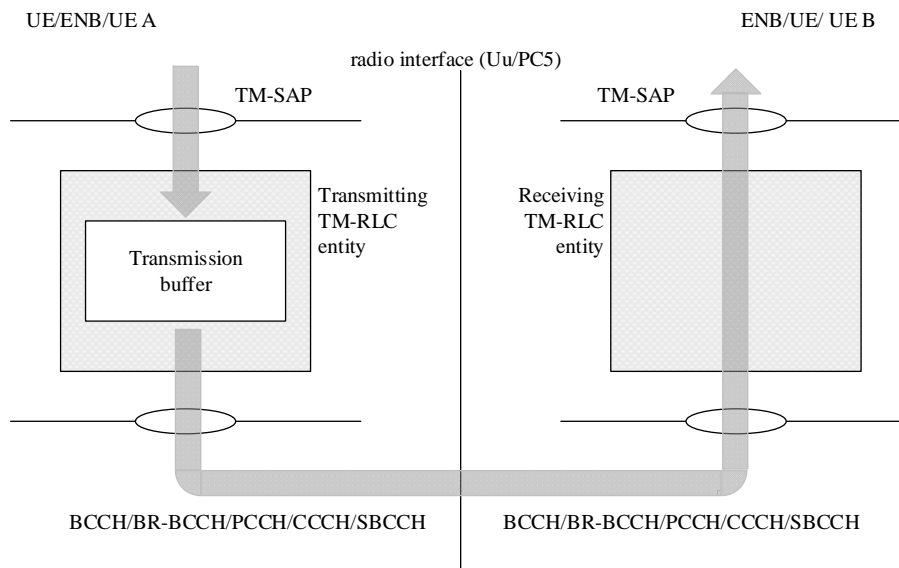 UE/ENB/UE A
ENB/UE/ UE B
radio interface (Uu/PC5)
TM-SAP
TM-SAP
Transmitting
TM-RLC
entity
Receiving
TM-RLC
entity
Transmission
buffer
BCCH/BR-BCCH/PCCH/CCCH/SBCCH
BCCH/BR-BCCH/PCCH/CCCH/SBCCH